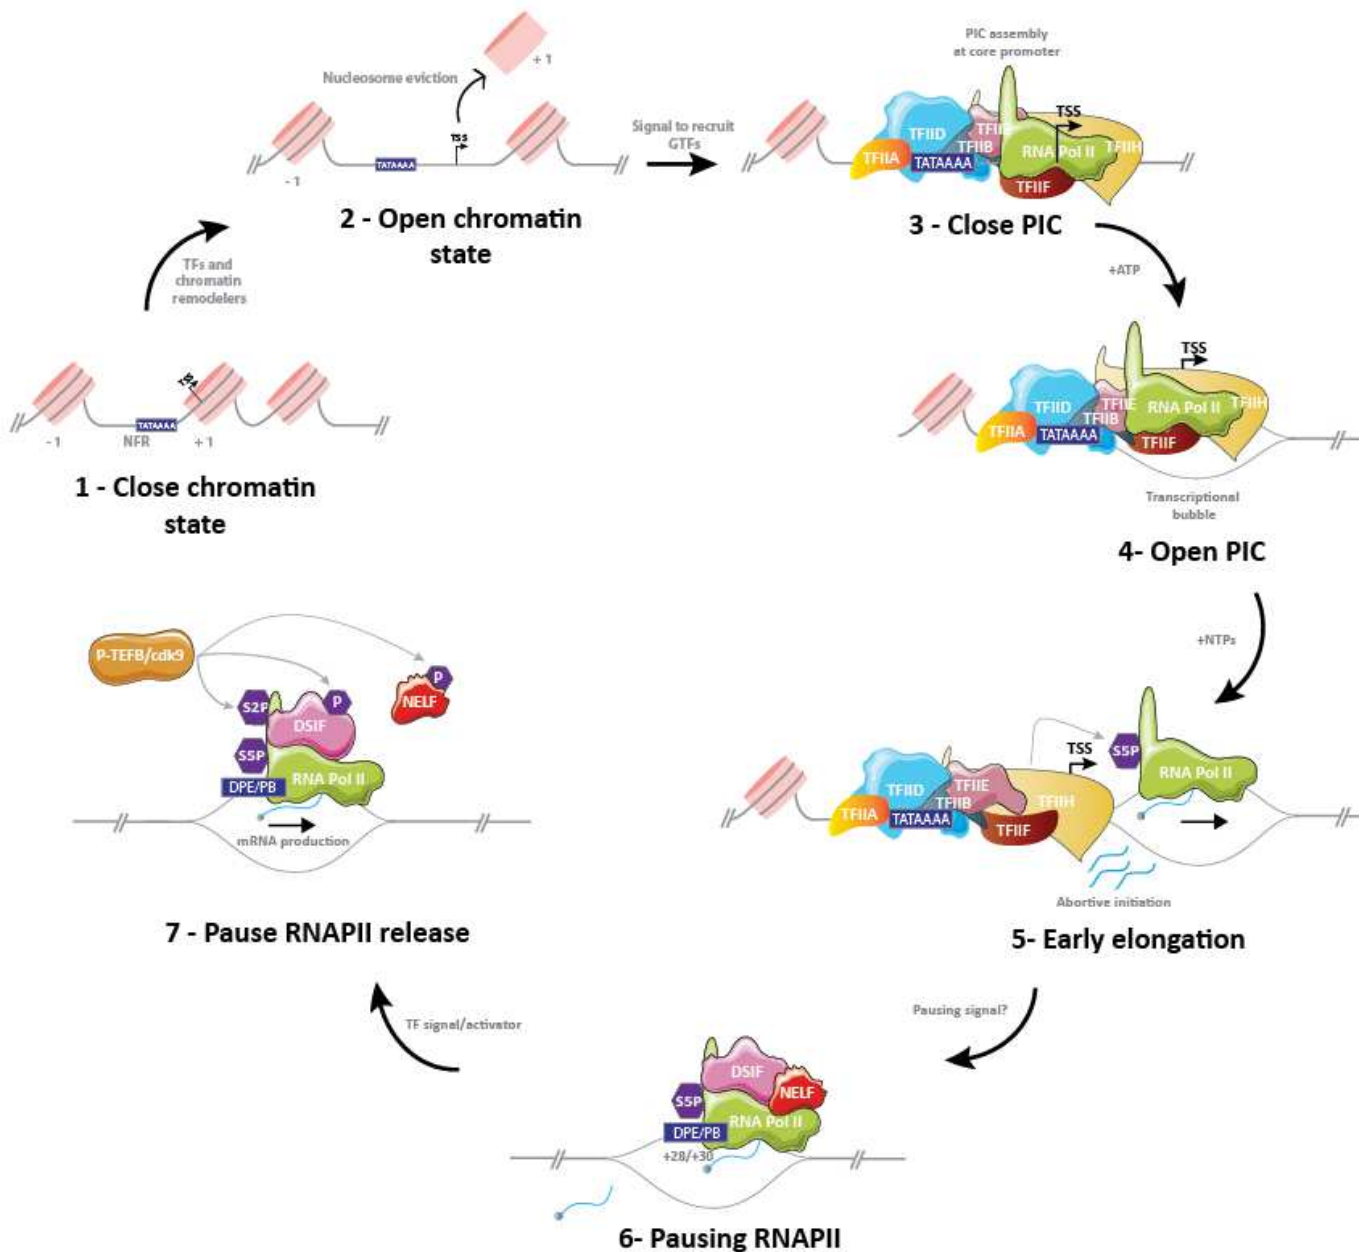 PIC assembly
at core promoter
+ 1
Nucleosome eviction
TSS
TATAAAA
- 1
2 - Open chromatin
state
Signal to recruit
GTFs
TSS
TFIID
TFIIB
TFIIA
TATAAAA
RNA Pol II
TFIIH
TFIIF
3 - Close PIC
TFs and
chromatin
remodelers
+ATP
TATAAAA
- 1
NFR
+ 1
1 - Close chromatin
state
TSS
TFIID
TFIIE
TFIIB
TFIIA
TATAAAA
RNA Pol II
TFIIH
TFIIF
Transcriptional
bubble
4- Open PIC
+NTPs
P-TEFB/cdk9
P
NELF
S2P
P
DSIF
S5P
DPE/PB
RNA Pol II
mRNA production
7 - Pause RNAPII release
TSS
S5P
RNA Pol II
TFIID
TFIIE
TFIIB
TFIIH
TFIIA
TATAAAA
TFIIF
Abortive initiation
5- Early elongation
Pausing signal?
TF signal/activator
DSIF
NELF
S5P
RNA Pol II
DPE/PB
+28/+30
6- Pausing RNAPII